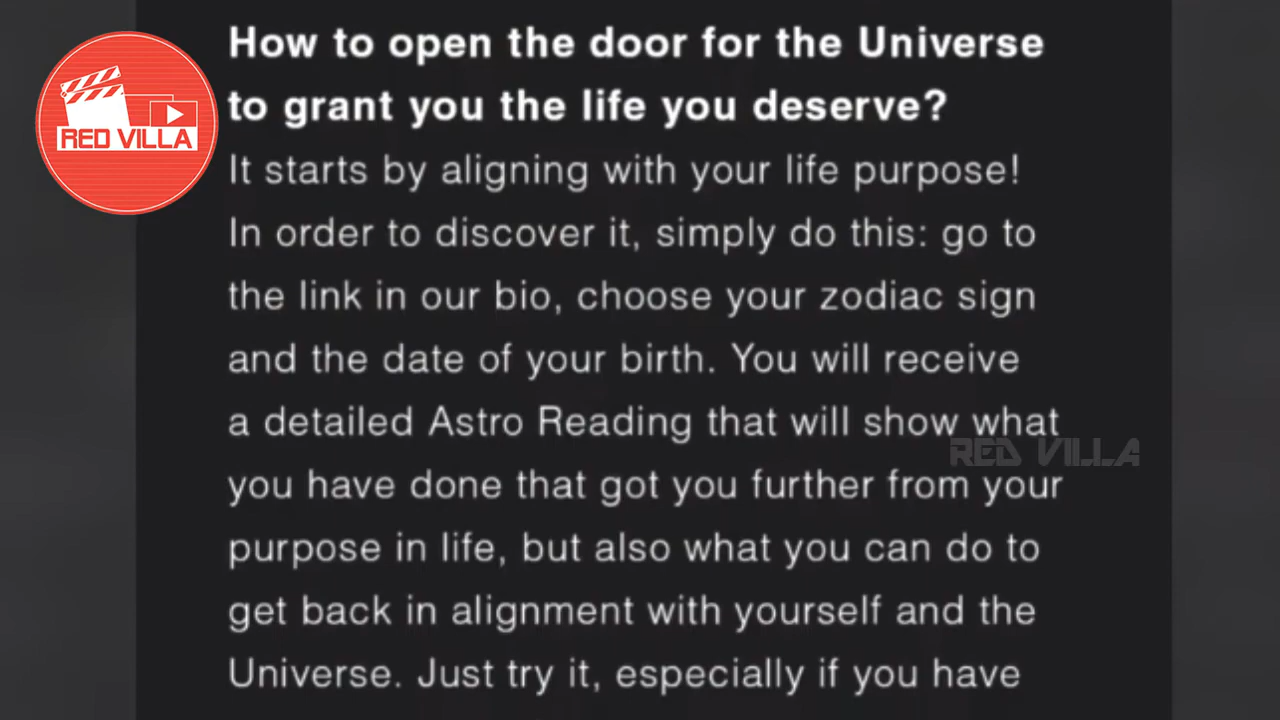 How to open the door for the Universe
to grant you the life you deserve?
RED VILLA
It starts by aligning with your life purpose!
In order to discover it, simply do this: go to
the link in our bio, choose your zodiac sign
and the date of your birth. You will receive
a detailed Astro Reading that will show what
RED VILLA
you have done that got you further from your
purpose in life, but also what you can do to
get back in alignment with yourself and the
Universe. Just try it, especially if you have